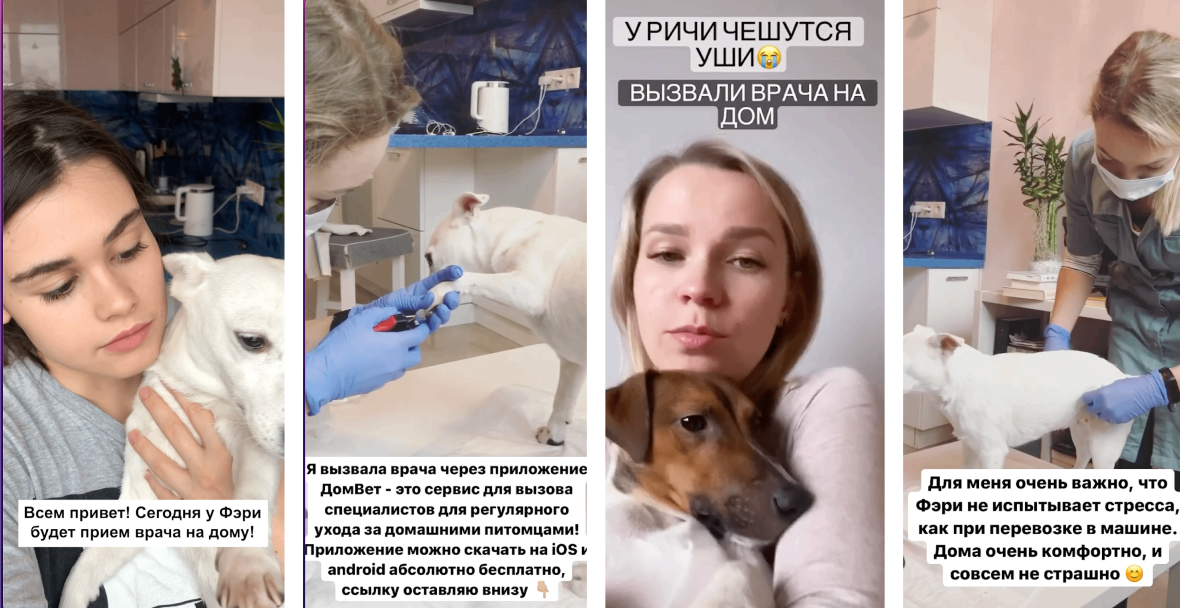 Всем привет! Сегодня у Фэри
будет прием врача на дому!
Я вызвала врача через приложение
ДомВет - это сервис для вызова
специалистов для регулярного
ухода за домашними питомцами!
Приложение можно скачать на iOS и
android абсолютно бесплатно,
ссылку оставляю внизу 👇🏻
У РИЧИ ЧЕШУТСЯ
УШИ😭
ВЫЗВАЛИ ВРАЧА НА
ДОМ
Для меня очень важно, что
Фэри не испытывает стресса,
как при перевозке в машине.
Дома очень комфортно, и
совсем не страшно 😊